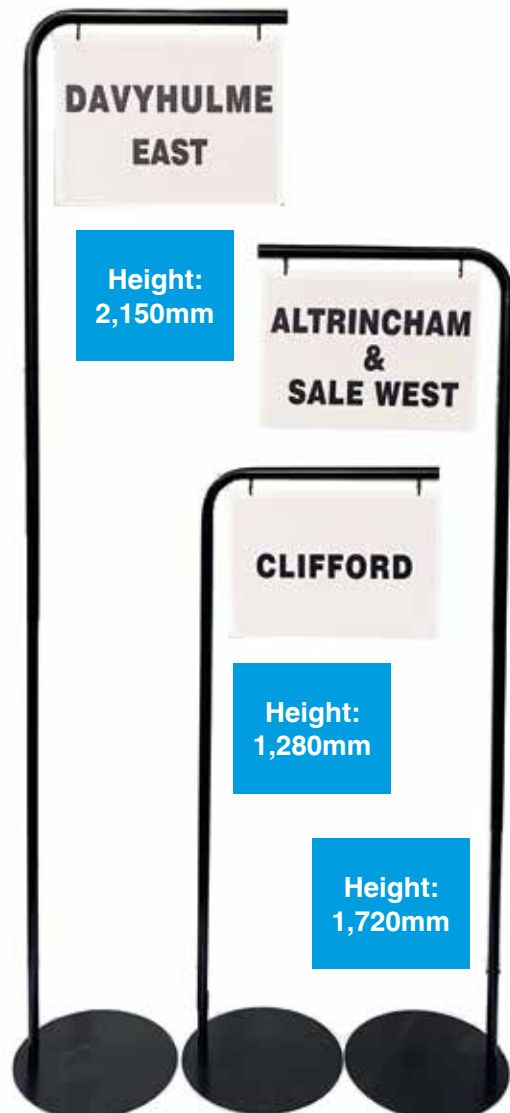 DAVYHULME
EAST
Height:
2,150mm
ALTRINCHAM
&
SALE WEST
CLIFFORD
Height:
1,280mm
Height:
1,720mm